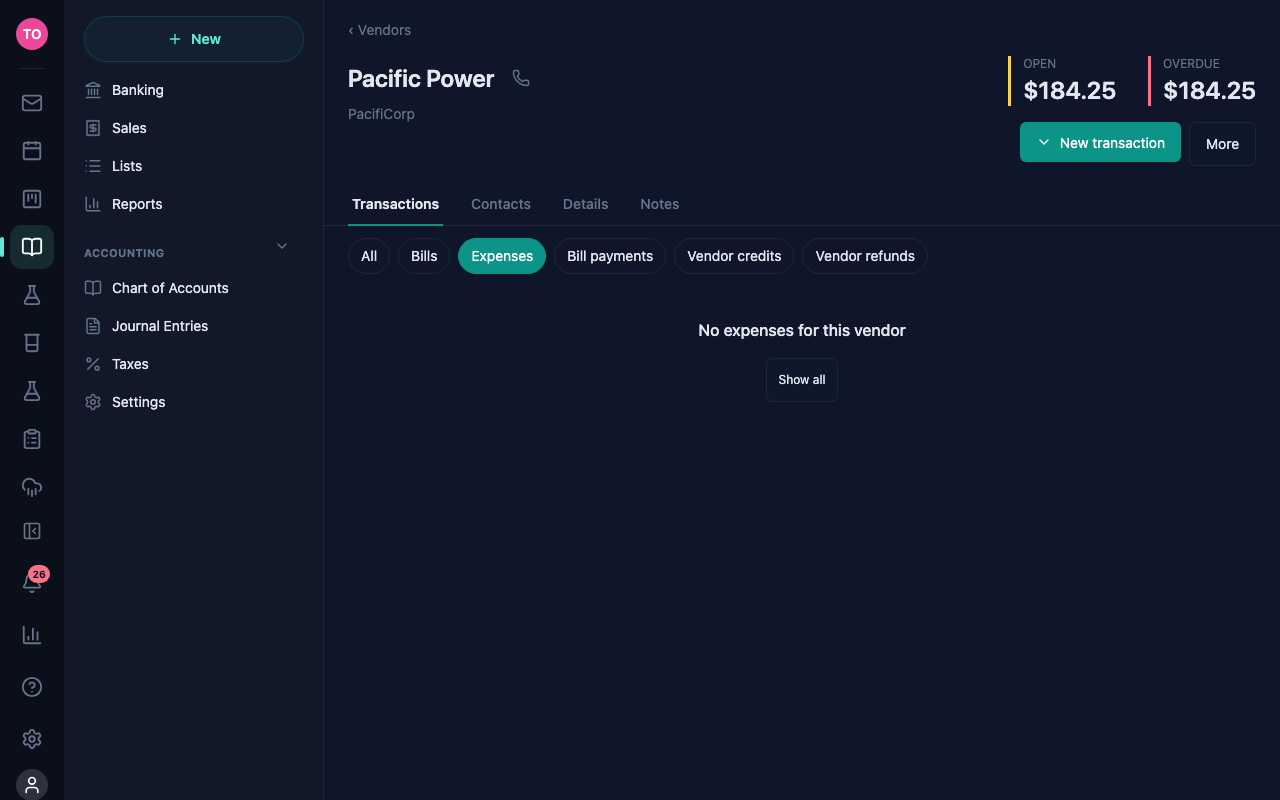 TO
26
New
Banking
Sales
Lists
Reports
ACCOUNTING
Chart of Accounts
Journal Entries
Taxes
Settings
‹ Vendors
Pacific Power
PacifiCorp
OPEN
$184.25
OVERDUE
$184.25
New transaction
More
Transactions Contacts Details Notes
All Bills Expenses Bill payments Vendor credits Vendor refunds
No expenses for this vendor
Show all